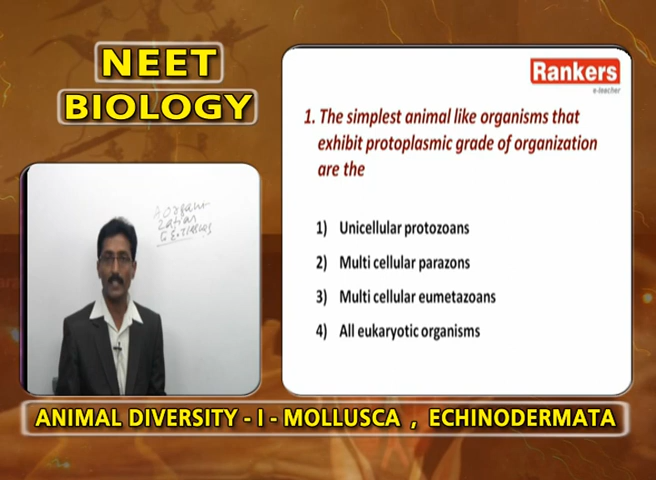 NEET
BIOLOGY
Rankers
e-teacher
1. The simplest animal like organisms that
exhibit protoplasmic grade of organization
are the
1) Unicellular protozoans
2) Multi cellular parazons
3) Multi cellular eumetazoans
4) All eukaryotic organisms
ANIMAL DIVERSITY - I - MOLLUSCA , ECHINODERMATA